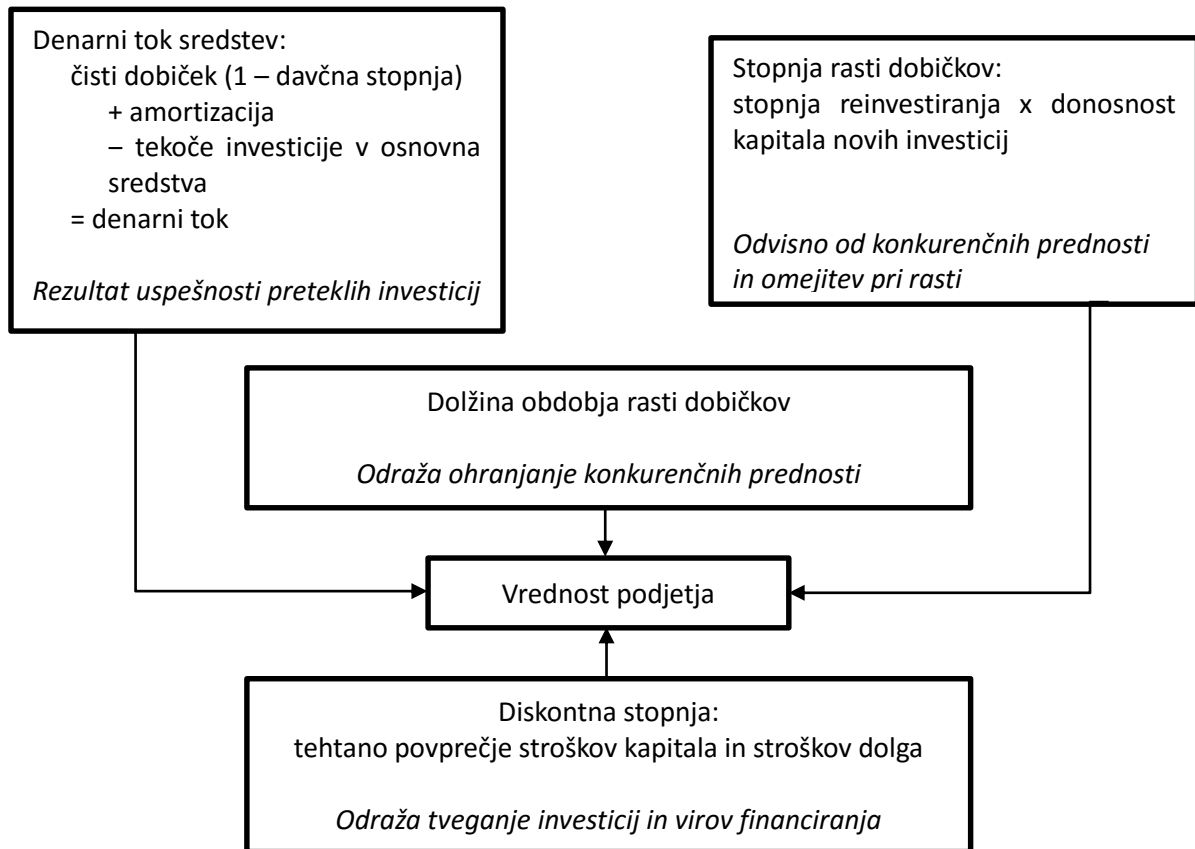 Denarni tok sredstev:
čisti dobiček (1 – davčna stopnja)
+ amortizacija
– tekoče investicije v osnovna
sredstva
= denarni tok
Rezultat uspešnosti preteklih investicij
Stopnja rasti dobičkov:
stopnja reinvestiranja x donosnost
kapitala novih investicij
Odvisno od konkurenčnih prednosti
in omejitev pri rasti
Dolžina obdobja rasti dobičkov
Odraža ohranjanje konkurenčnih prednosti
Vrednost podjetja
Diskontna stopnja:
tehtano povprečje stroškov kapitala in stroškov dolga
Odraža tveganje investicij in virov financiranja